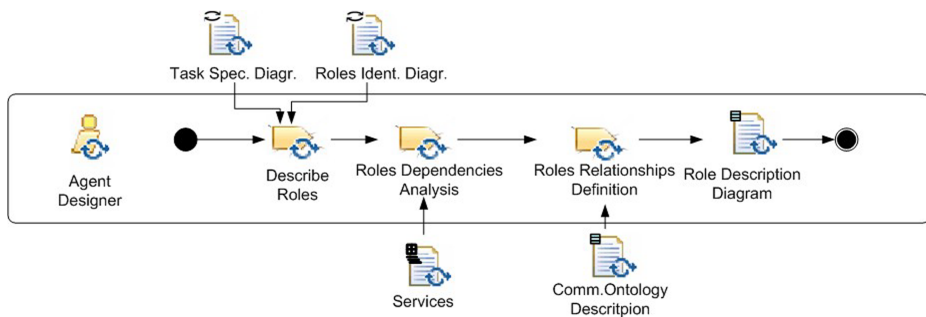 Task Spec. Diagr.
Roles Ident. Diagr.
Agent
Designer
Describe
Roles
Roles Dependencies
Analysis
Roles Relationships
Definition
Role Description
Diagram
Services
Comm.Ontology
Descritpion